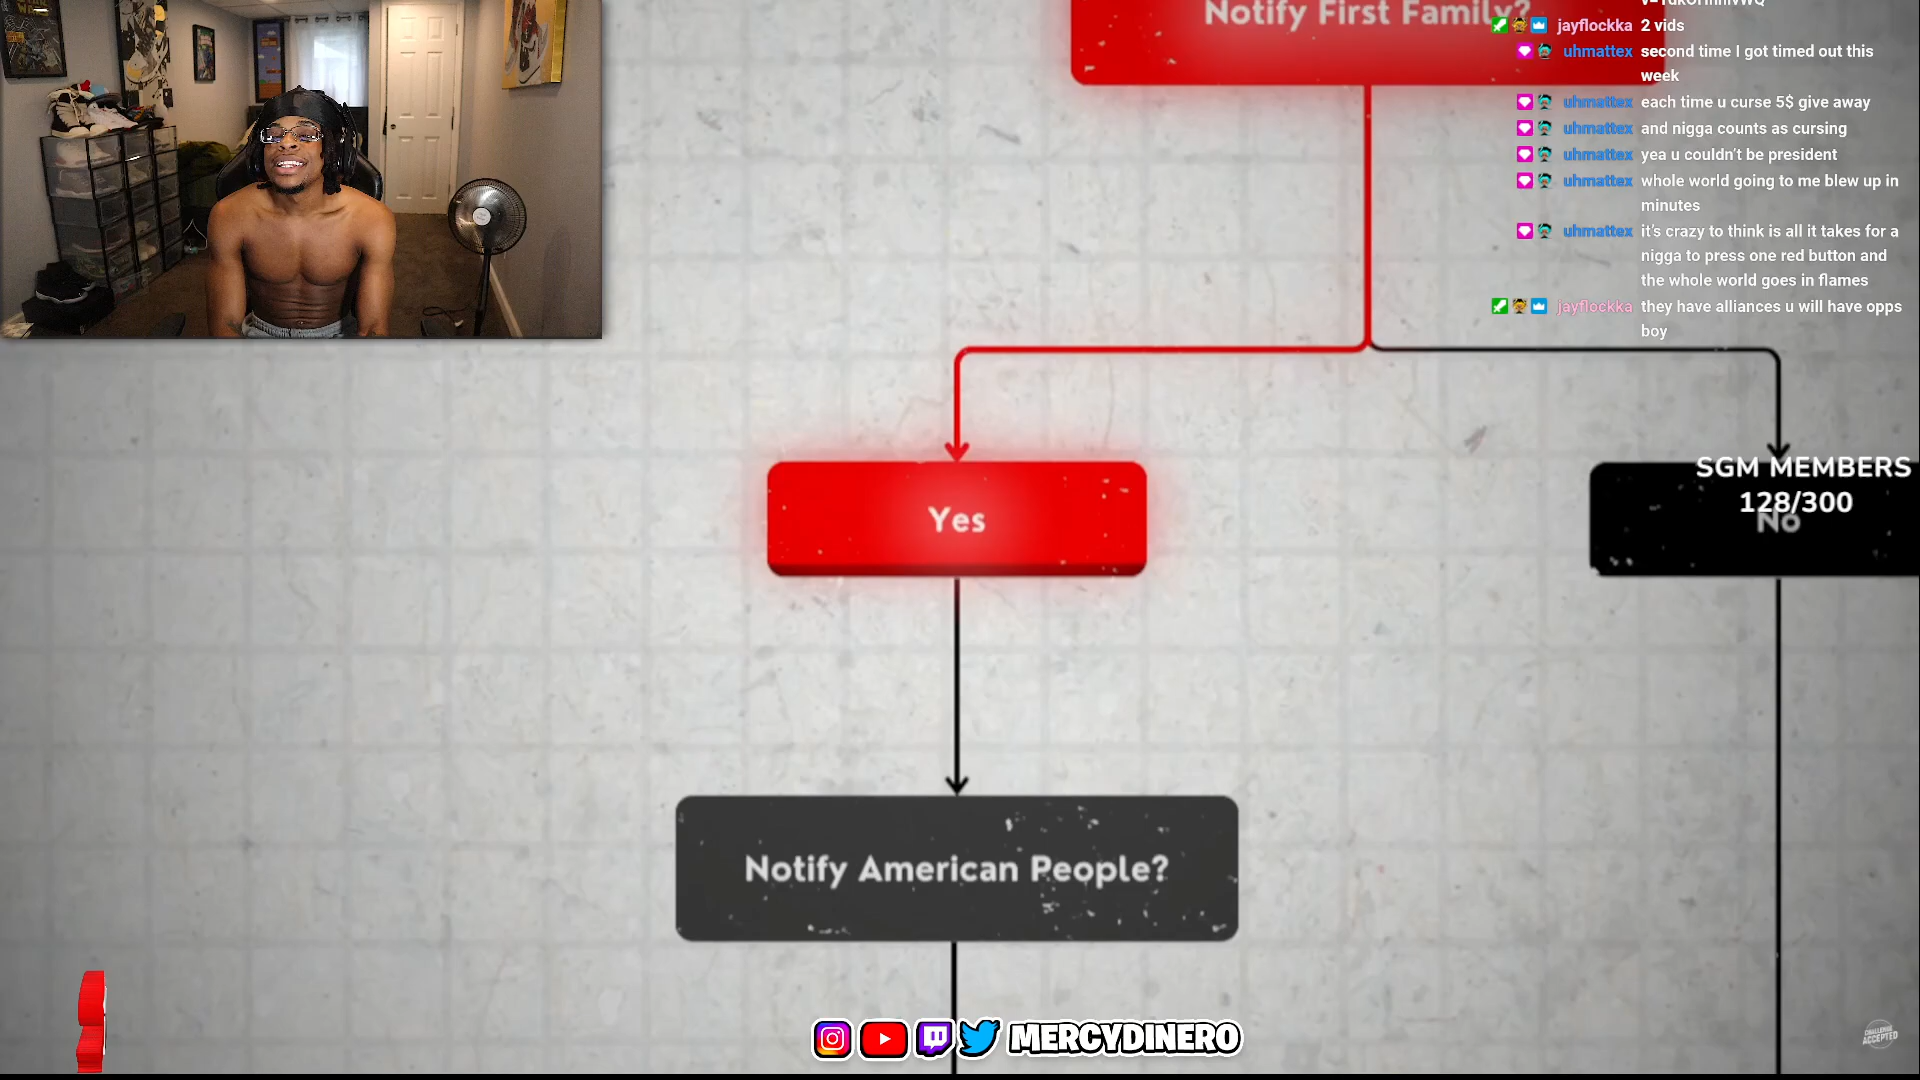 Notify First Family?
jayflockka 2 vids
uhmattex second time I got timed out this
week
uhmattex each time u curse 5$ give away
uhmattex and nigga counts as cursing
uhmattex yea u couldn't be president
uhmattex whole world going to me blew up in
minutes
uhmattex it's crazy to think is all it takes for a
nigga to press one red button and
the whole world goes in flames
jayflockka they have alliances u will have opps
boy
SGM MEMBERS
128/300
Yes
No
Notify American People?
MERCYDINERO
CHALLENGE
ACCEPTED